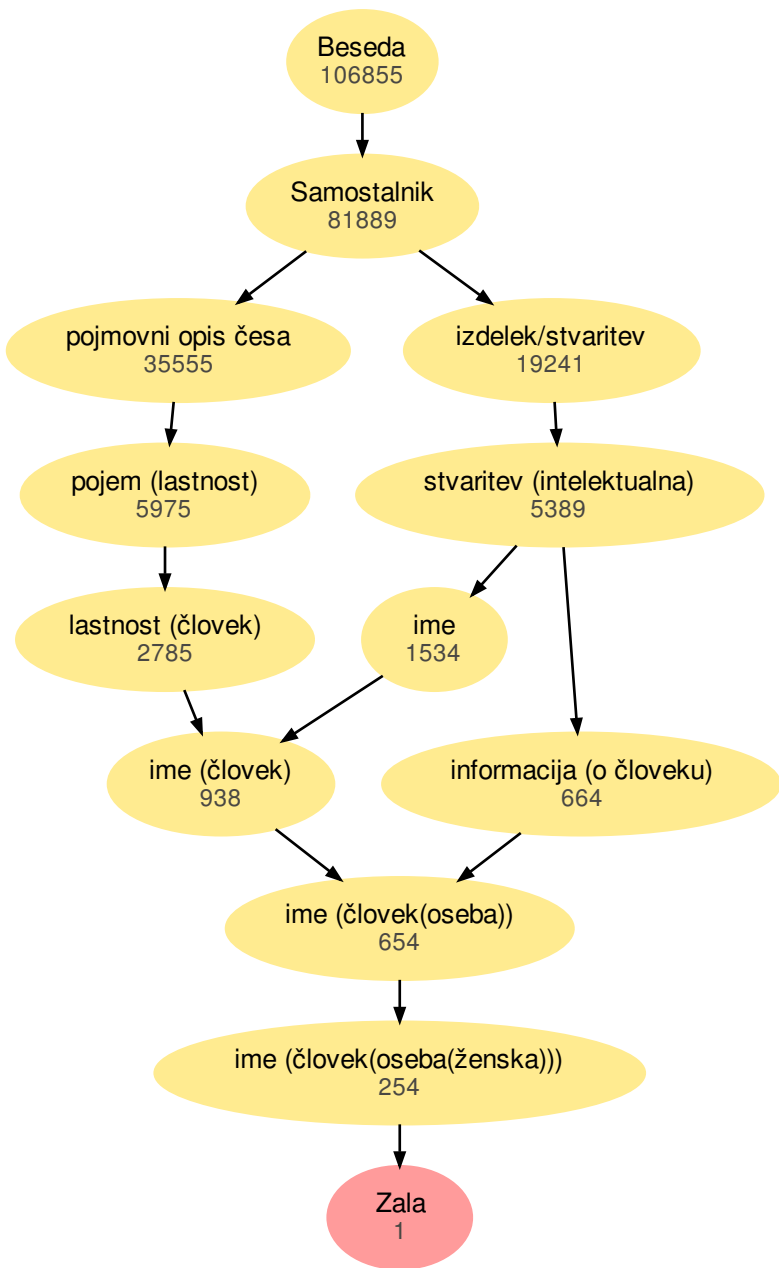 Beseda
106855
Samostalnik
81889
pojmovni opis česa
35555
izdelek/stvaritev
19241
pojem (lastnost)
5975
stvaritev (intelektualna)
5389
lastnost (človek)
2785
ime
1534
ime (človek)
938
informacija (o človeku)
664
ime (človek(oseba))
654
ime (človek(oseba(ženska)))
254
Zala
1